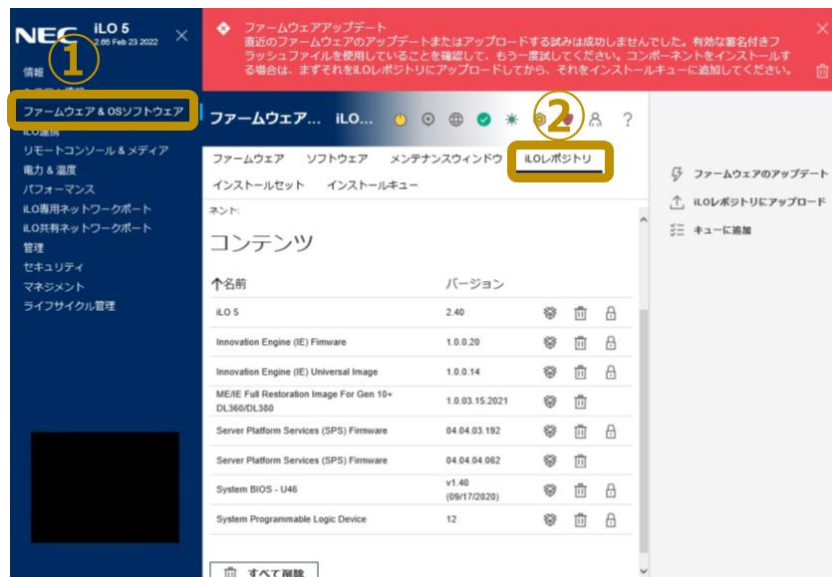 NEC iLO 5
2.65 Feb 23 2022
ファームウェアアップデート
直近のファームウェアのアップデートまたはアップロードする試みは成功しませんでした。有効な署名付きフ
ラッシュファイルを使用していることを確認して、もう一度試してください。コンポーネントをインストールす
る場合は、まずそれをiLOレポジトリにアップロードしてから、それをインストールキューに追加してください。
①
情報
システム情報
ファームウェア & OSソフトウェア
iLO連携
リモートコンソール & メディア
電力 & 温度
パフォーマンス
iLO専用ネットワークポート
iLO共有ネットワークポート
管理
セキュリティ
マネジメント
ライフサイクル管理
ファームウェア... iLO...
②
?
ファームウェア ソフトウェア メンテナンスウィンドウ iLOレポジトリ
インストールセット インストールキュー
ネント:
コンテンツ
↑名前 バージョン
iLO 5 2.40
Innovation Engine (IE) Firmware 1.0.0.20
Innovation Engine (IE) Universal Image 1.0.0.14
ME/IE Full Restoration Image For Gen 10+
DL360/DL380 1.0.03.15.2021
Server Platform Services (SPS) Firmware 04.04.03.192
Server Platform Services (SPS) Firmware 04.04.04.062
System BIOS - U46 v1.40
(09/17/2020)
System Programmable Logic Device 12
すべて削除
ファームウェアのアップデート
iLOレポジトリにアップロード
キューに追加